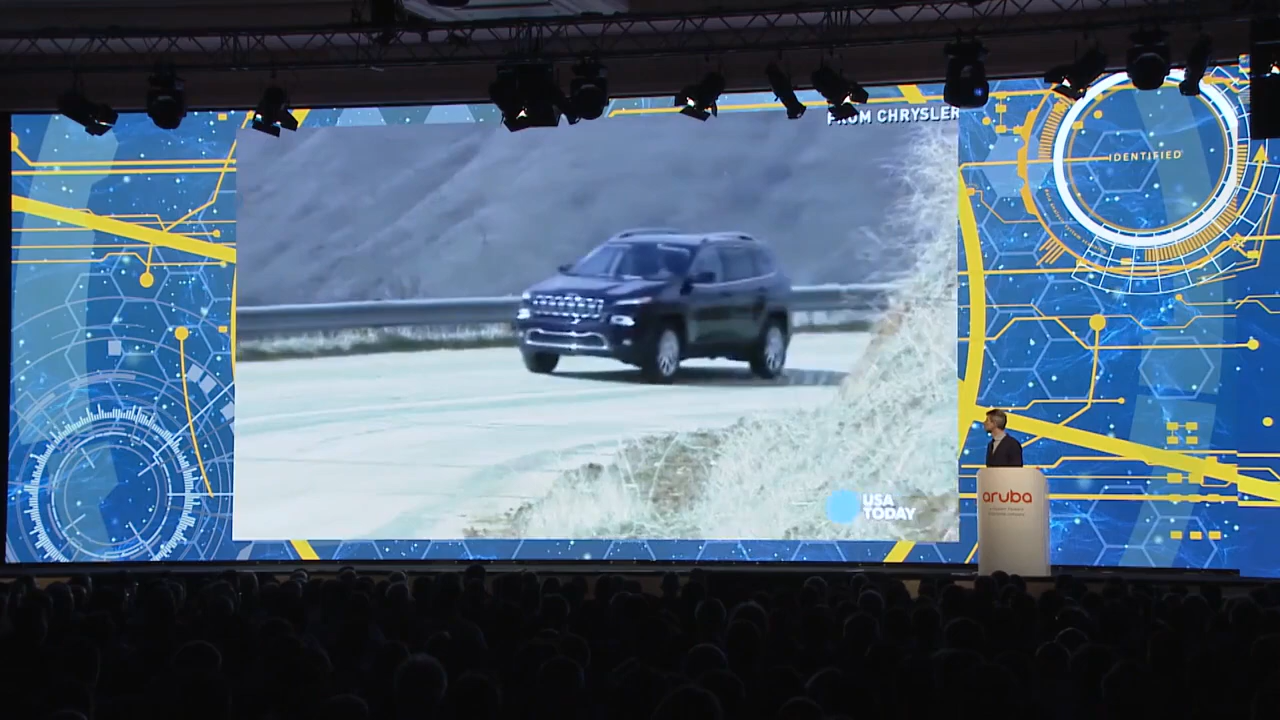 FROM CHRYSLER
IDENTIFIED
USA
TODAY
aruba